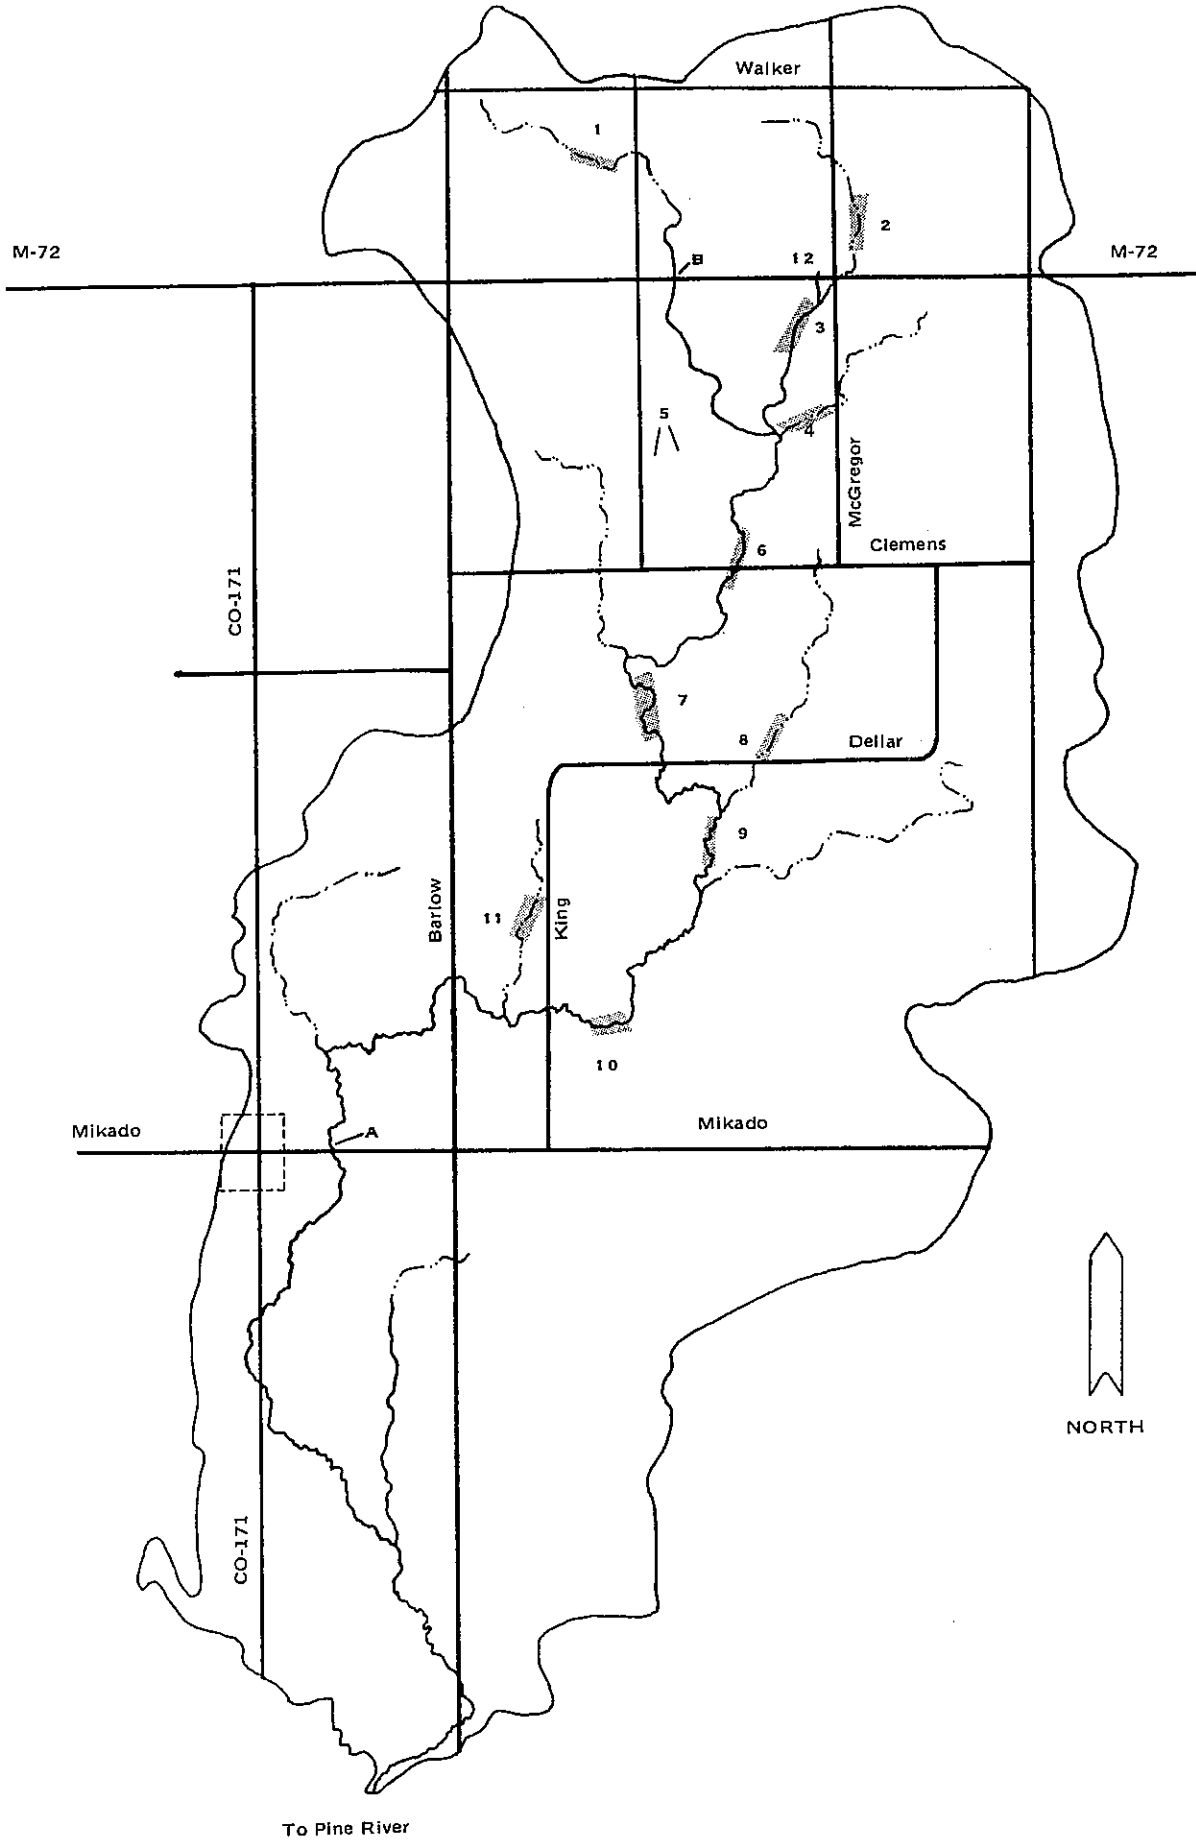 Walker
1
2
M-72
B
12
M-72
3
5
4
McGregor
Clemens
6
CO-171
7
8
Dellar
9
Barlow
11
King
10
Mikado
A
Mikado
NORTH
CO-171
To Pine River